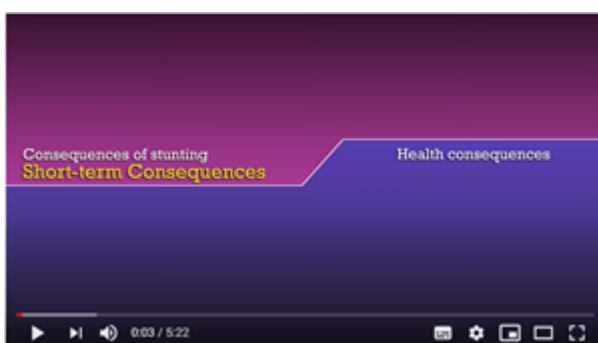 Consequences of stunting
Short-term Consequences
Health consequences
0:03 / 5:22